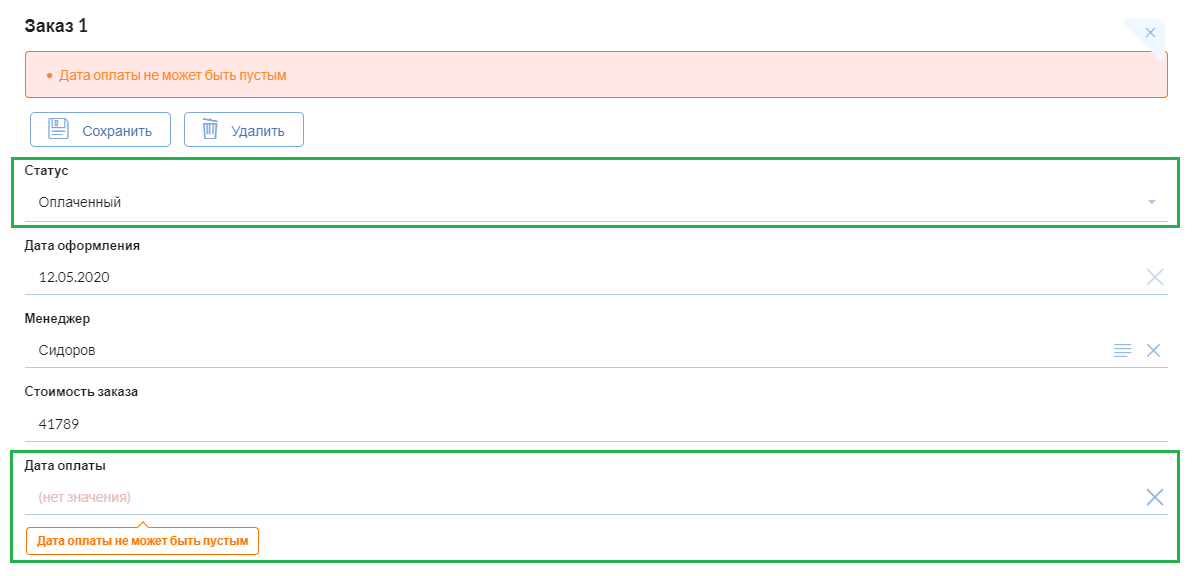 Заказ 1
• Дата оплаты не может быть пустым
Сохранить Удалить
Статус
Оплаченный
Дата оформления
12.05.2020
Менеджер
Сидоров
Стоимость заказа
41789
Дата оплаты
(нет значения)
Дата оплаты не может быть пустым